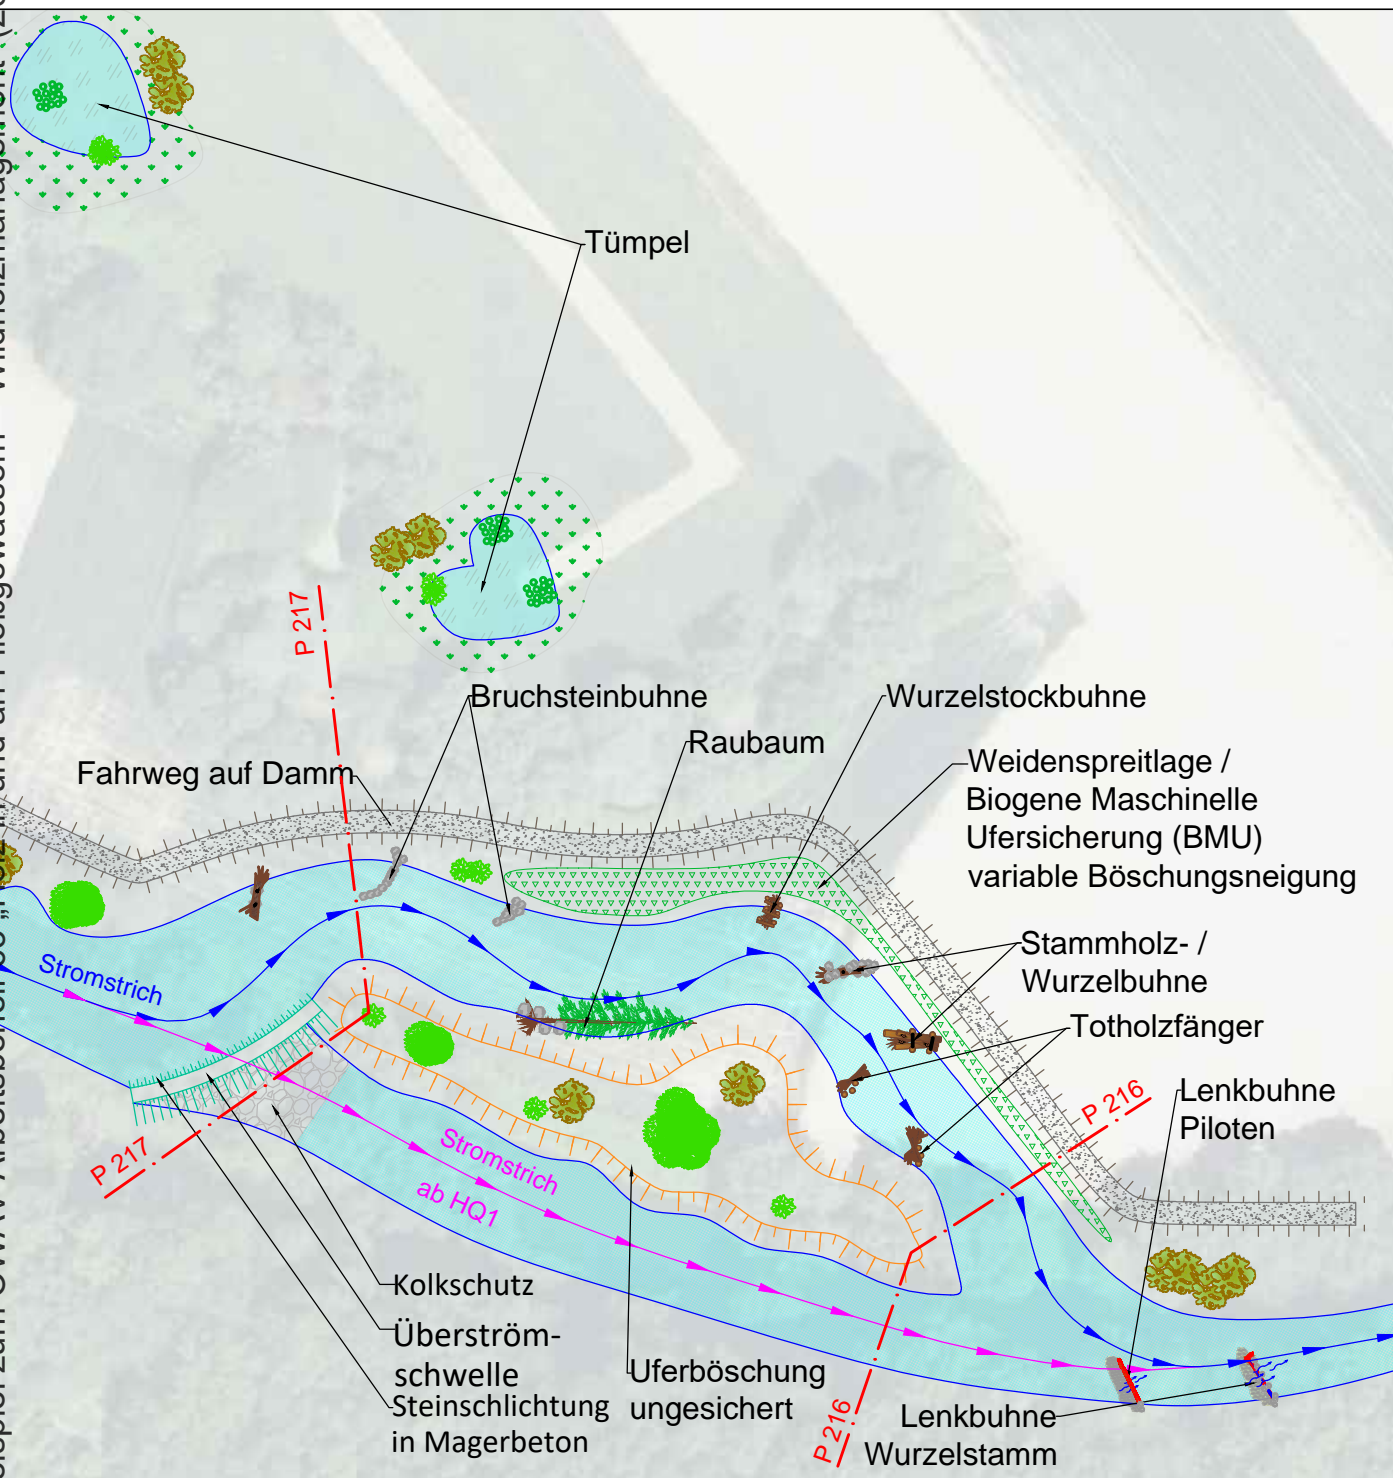 Tümpel
P 217
Bruchsteinbuhne
Wurzelstockbuhne
Raubaum
Fahrweg auf Damm
Weidenspreitlage /
Biogene Maschinelle
Ufersicherung (BMU)
variable Böschungsneigung
Stromstrich
Stammholz- /
Wurzelbuhne
Totholzfänger
Lenkbuhne
Piloten
P 216
P 217
Stromstrich
ab HQ1
Kolkschutz
Überström-
schwelle
Steinschlichtung
in Magerbeton
Uferböschung
ungesichert
P 216
Lenkbuhne
Wurzelstamm